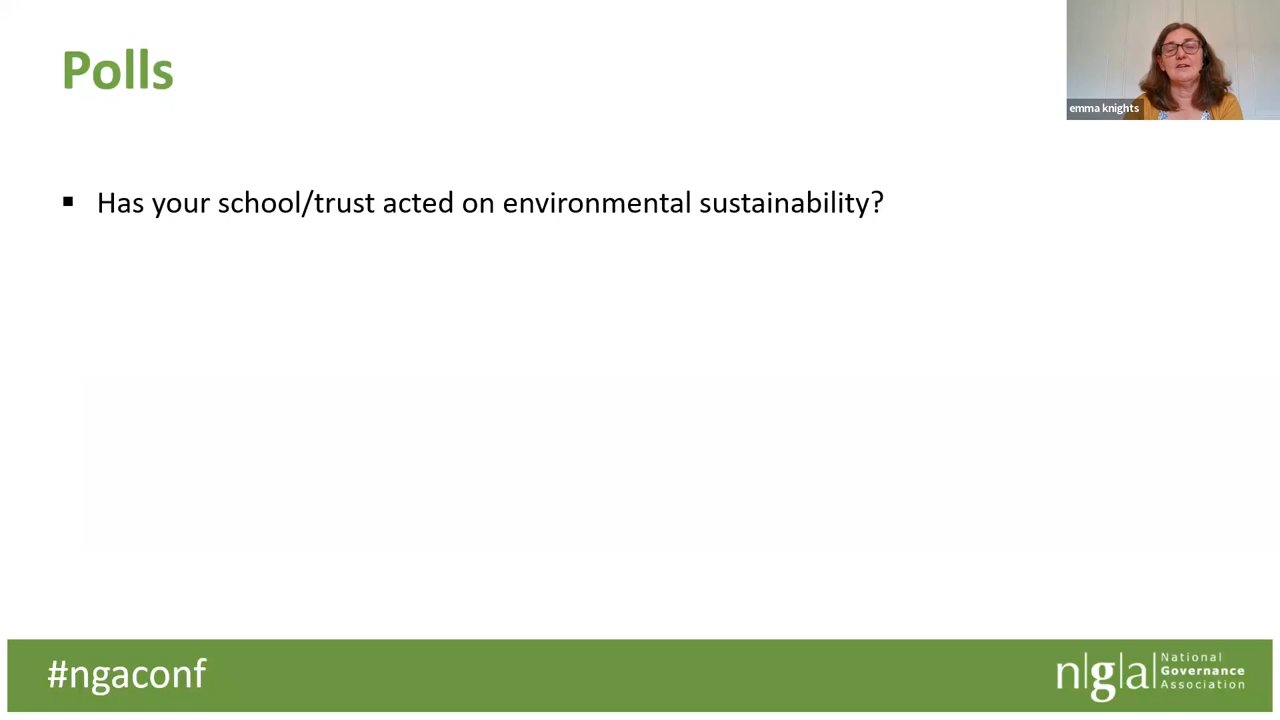 Polls
emma knights
▪ Has your school/trust acted on environmental sustainability?
#ngaconf
n|g|a|
National
Governance
Association